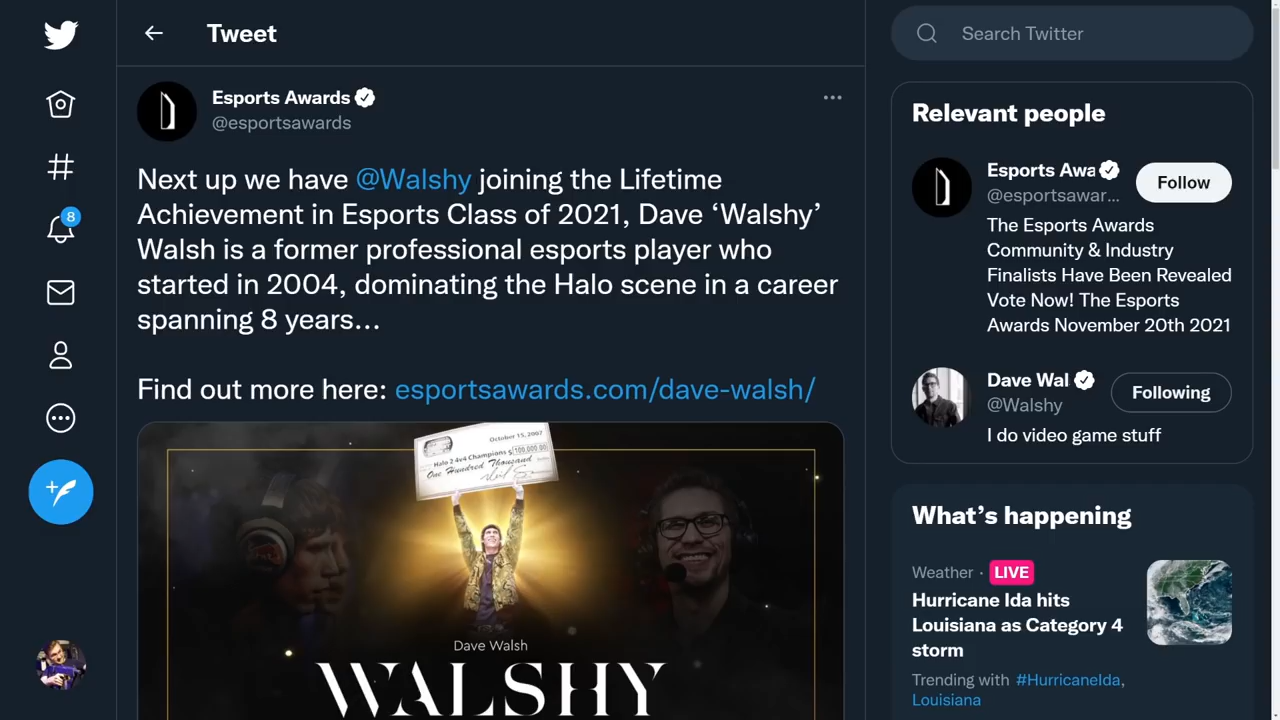 Tweet
Search Twitter
Esports Awards
@esportsawards
Next up we have @Walshy joining the Lifetime
Achievement in Esports Class of 2021, Dave ‘Walshy’
Walsh is a former professional esports player who
started in 2004, dominating the Halo scene in a career
spanning 8 years…
Find out more here: esportsawards.com/dave-walsh/
October 15, 2007
Halo 2 4v4 Champions $100,000.00
One Hundred Thousand
Dave Walsh
WALSHY
8
Relevant people
Esports Awa
@esportsawar...
Follow
The Esports Awards
Community & Industry
Finalists Have Been Revealed
Vote Now! The Esports
Awards November 20th 2021
Dave Wal
@Walshy
Following
I do video game stuff
What’s happening
Weather · LIVE
Hurricane Ida hits
Louisiana as Category 4
storm
Trending with #HurricaneIda,
Louisiana